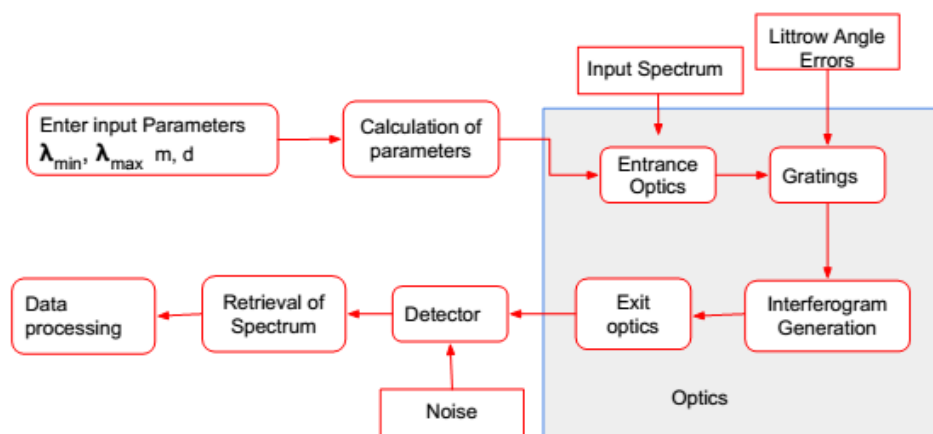 Littrow Angle
Errors
Input Spectrum
Enter input Parameters
λmin, λmax m, d
Calculation of
parameters
Entrance
Optics
Gratings
Data
processing
Retrieval of
Spectrum
Detector
Exit
optics
Interferogram
Generation
Noise
Optics